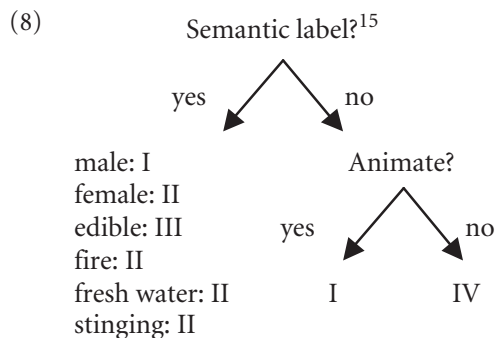 (8)
Semantic label?15
yes no
male: I
Animate?
female: II
edible: III
yes no
fire: II
fresh water: II I IV
stinging: II